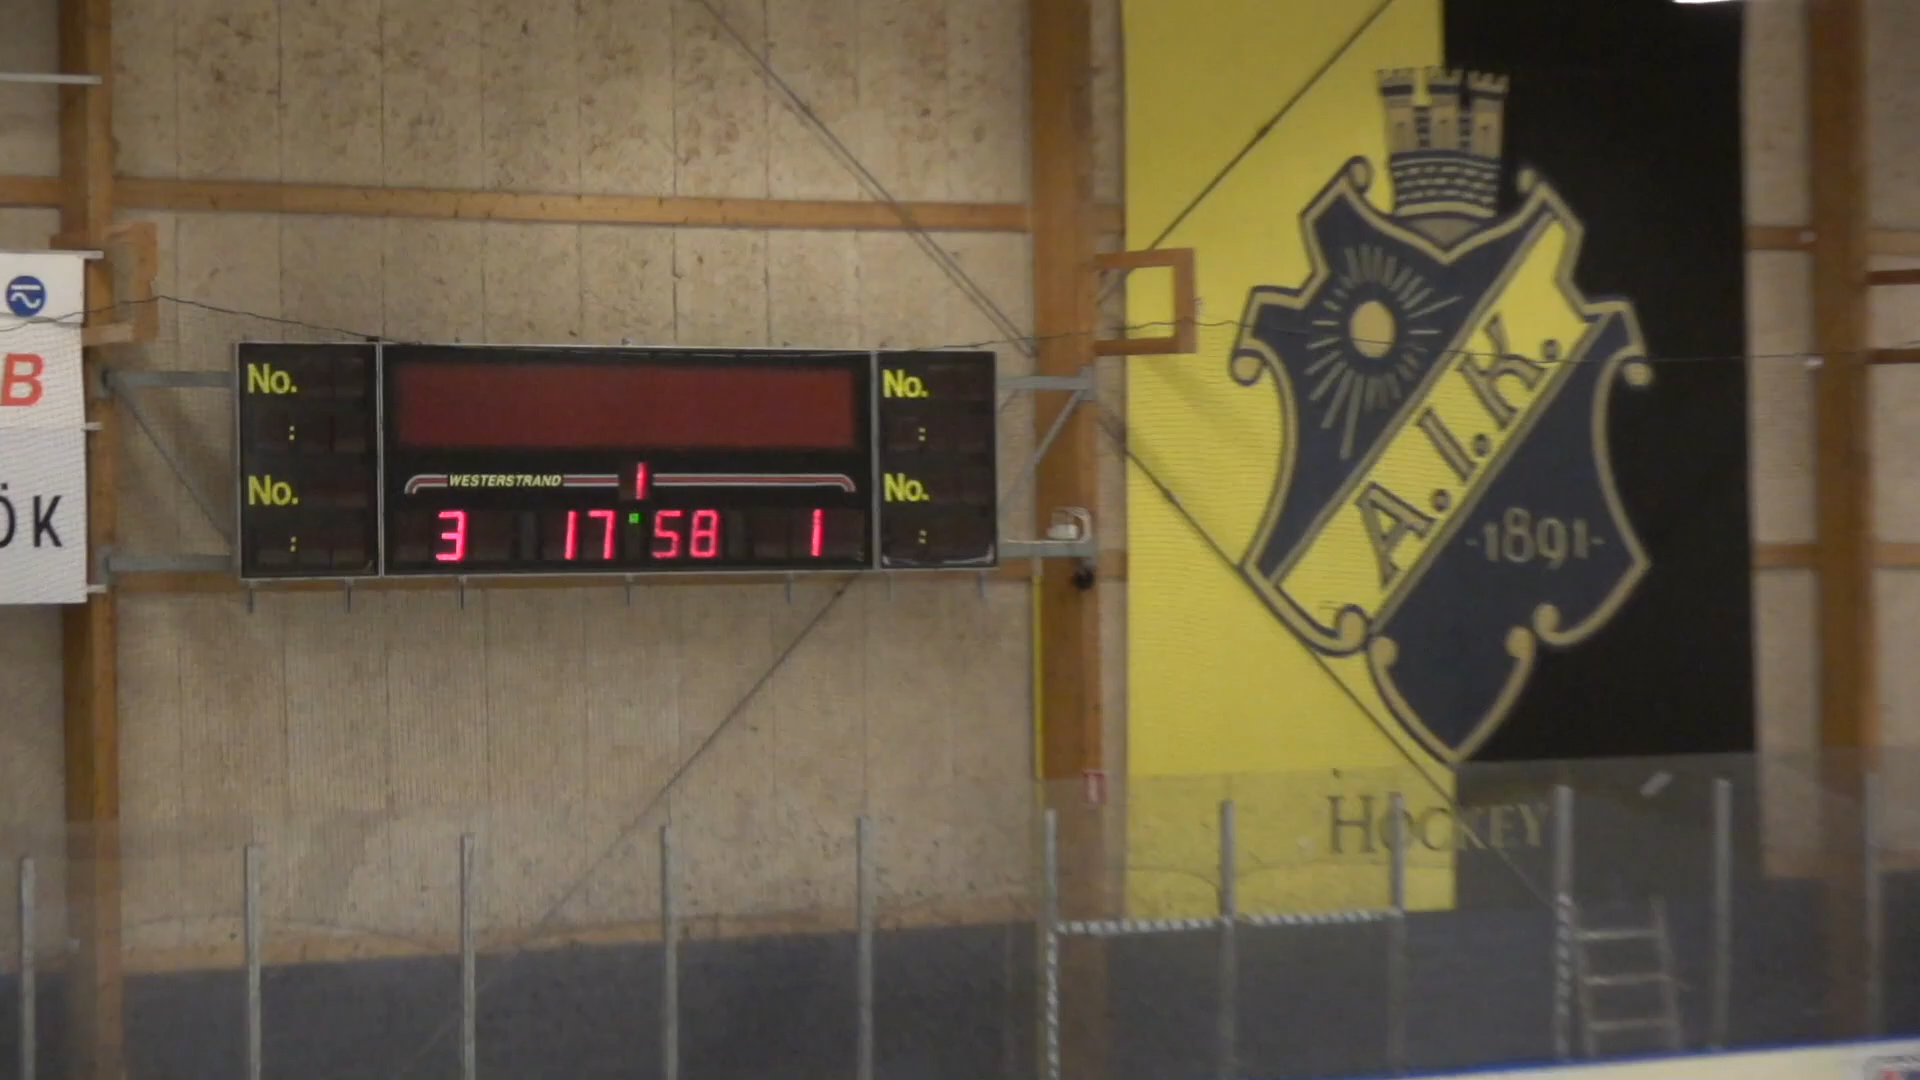 B
ÖK
No.
:
No.
:
WESTERSTRAND
1
3 17:58 1
No.
:
No.
:
A.I.K.
-1891-
HOCKEY